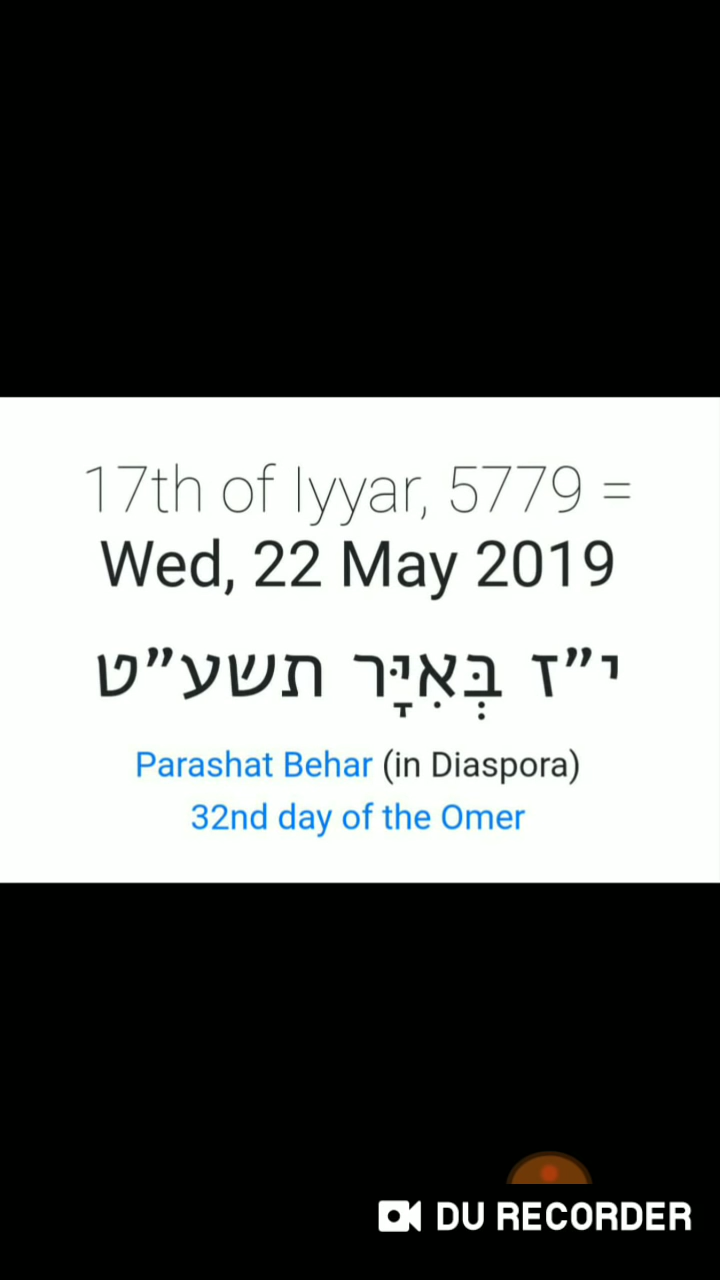 17th of Iyyar, 5779 =
Wed, 22 May 2019
י״ז בְּאִיָּר תשע״ט
Parashat Behar (in Diaspora)
32nd day of the Omer
DU RECORDER